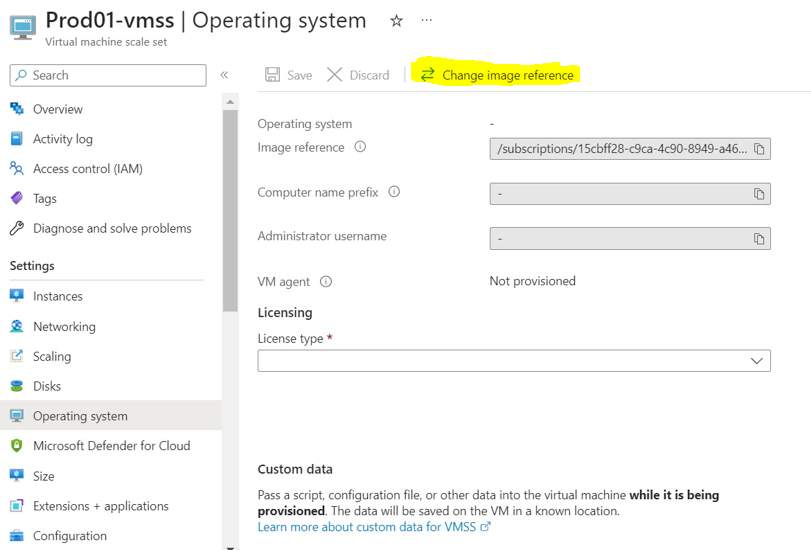 Prod01-vmss | Operating system
Virtual machine scale set
Search
Overview
Activity log
Access control (IAM)
Tags
Diagnose and solve problems
Settings
Instances
Networking
Scaling
Disks
Operating system
Microsoft Defender for Cloud
Size
Extensions + applications
Configuration
Save Discard Change image reference
Operating system -
Image reference /subscriptions/15cbff28-c9ca-4c90-8949-a46...
Computer name prefix -
Administrator username -
VM agent Not provisioned
Licensing
License type *
Custom data
Pass a script, configuration file, or other data into the virtual machine while it is being
provisioned. The data will be saved on the VM in a known location.
Learn more about custom data for VMSS